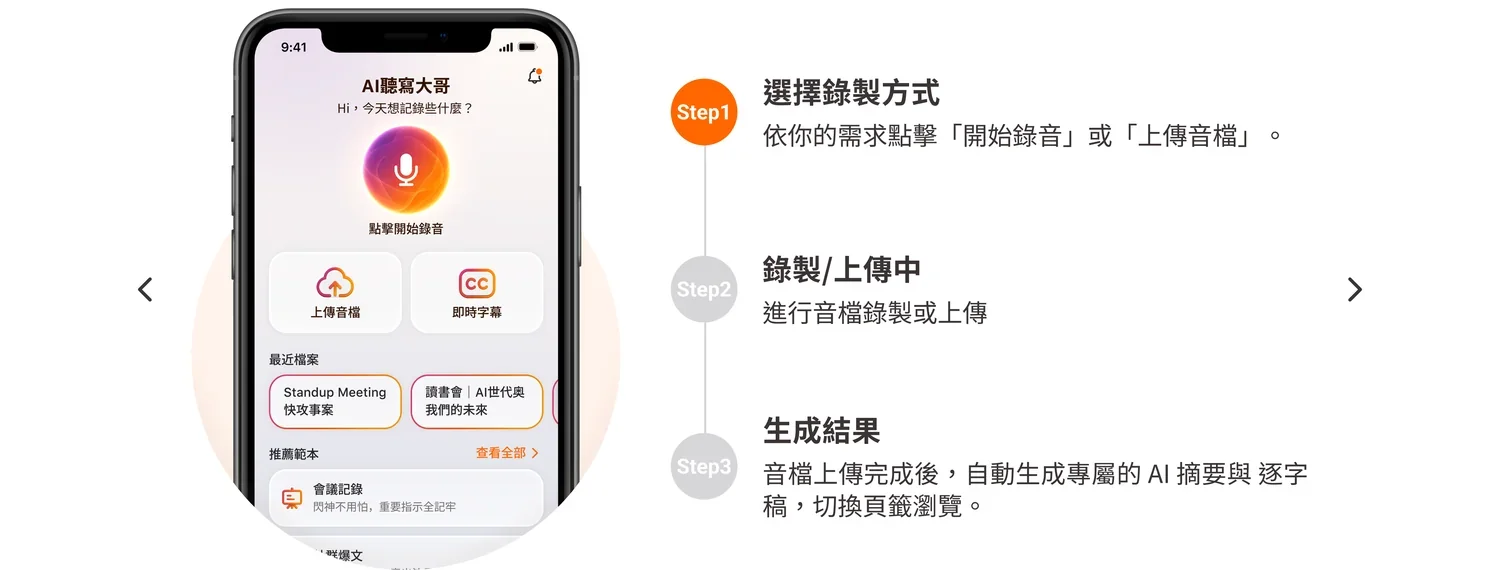 9:41
AI聽寫大哥
Hi，今天想記錄些什麼？
點擊開始錄音
上傳音檔
CC
即時字幕
最近檔案
Standup Meeting
快攻事案
讀書會｜AI世代奥
我們的未來
推薦範本
查看全部
會議記錄
閃神不用怕，重要指示全記牢
群爆文
Step1
選擇錄製方式
依你的需求點擊「開始錄音」或「上傳音檔」。
Step2
錄製/上傳中
進行音檔錄製或上傳
Step3
生成結果
音檔上傳完成後，自動生成專屬的 AI 摘要與 逐字
稿，切換頁籤瀏覽。